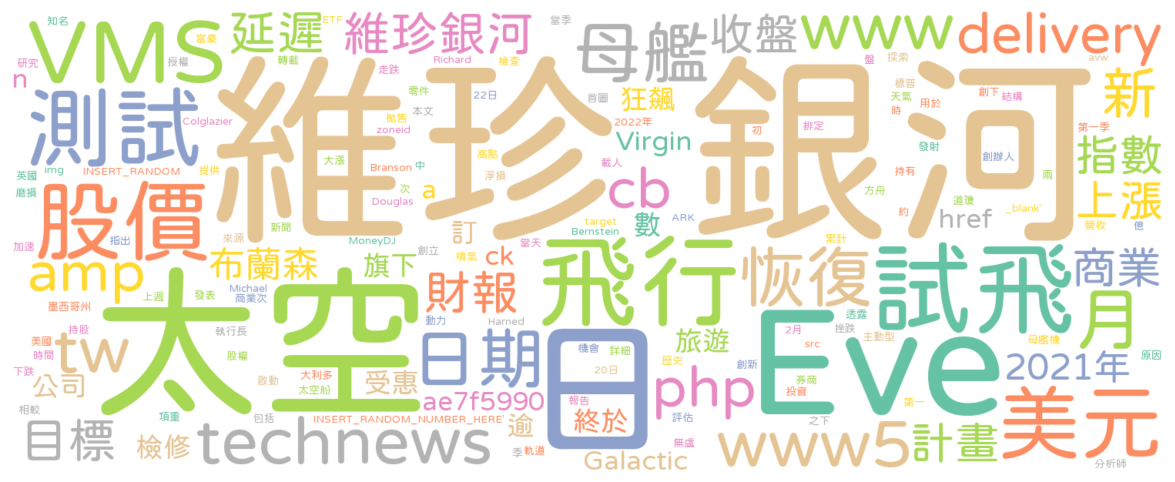 知名
ETF
當季
VMS
富豪
延遲
維珍銀河
母艦
收盤
www
delivery
研究
授權
轉載
走跌
Richard
檢查
盤
探索
avw
n
標普
零件
本文
22日
首圖
狂飆
天氣
用於
創下
結構
新
測試
維珍銀河
拋售
zoneid
2022年
時
第一季
Colglazier
大漲
Virgin
初
排定
發射
指數
INSERT_RANDOM
提供
Branson
中
高點
載人
創辦人
兩
英國
img
淨損
cb
持有
上漲
磨損
Douglas
次
a
方舟
道瓊
_blank'
股價
target
ARK
約
href
營收
億
新聞
訂
Bernstein
數
加速
指出
來源
MoneyDJ
創立
當天
累計
amp
布蘭森
旗下
噴氣
ck
飛行
恢復
試飛
商業
Michael
上週
發表
商業次
財報
墨西哥州
太空
執行長
動力
Harned
日
Eve
透露
月
美國
持股
tw
時間
股權
日期
機會
詳細
旅遊
2月
挫跌
主動型
母艦機
原因
下跌
大利多
歷史
創新
src
2021年
公司
啟動
太空船
受惠
20日
php
券商
投資
ae7f5990
報告
美元
相較
項重
包括
INSERT_RANDOM_NUMBER_HERE'
逾
終於
評估
第一
之下
目標
檢修
technews
季
軌道
無虞
www5
計畫
Galactic
分析師